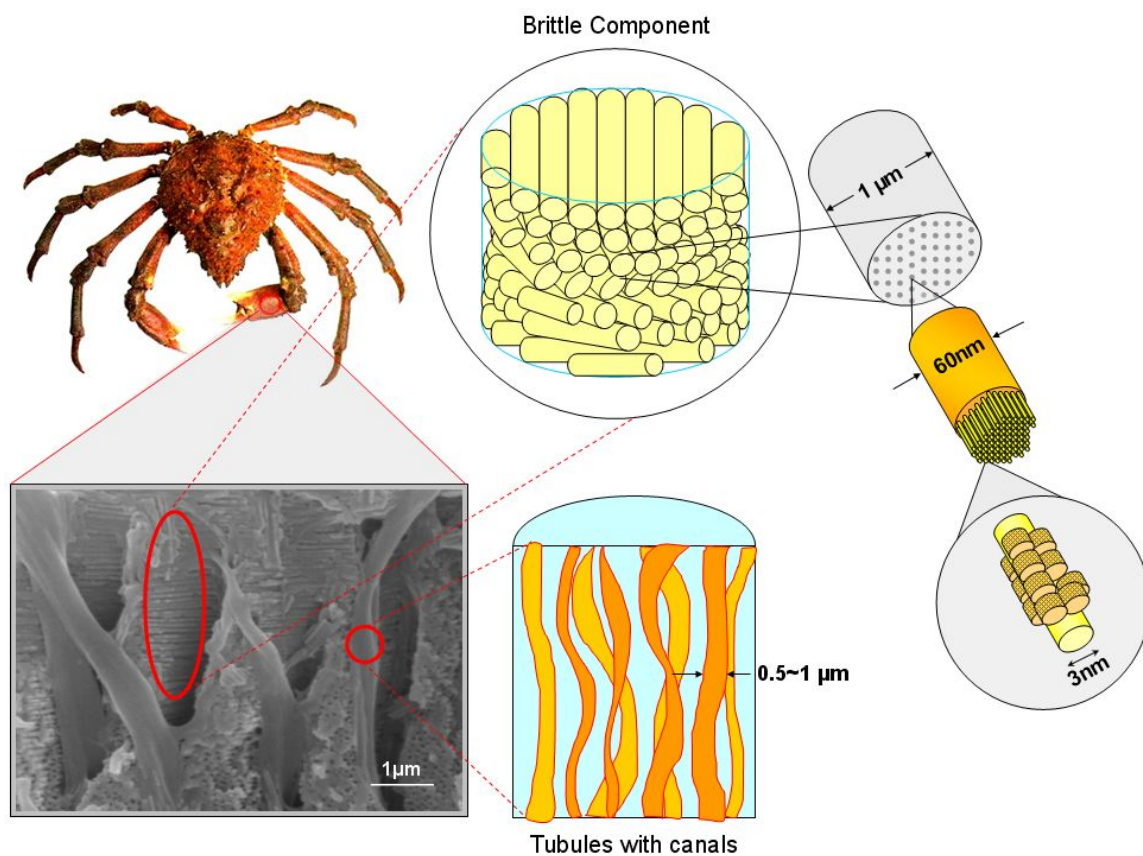 Brittle Component
1 µm
60nm
3nm
0.5~1 µm
1µm
Tubules with canals